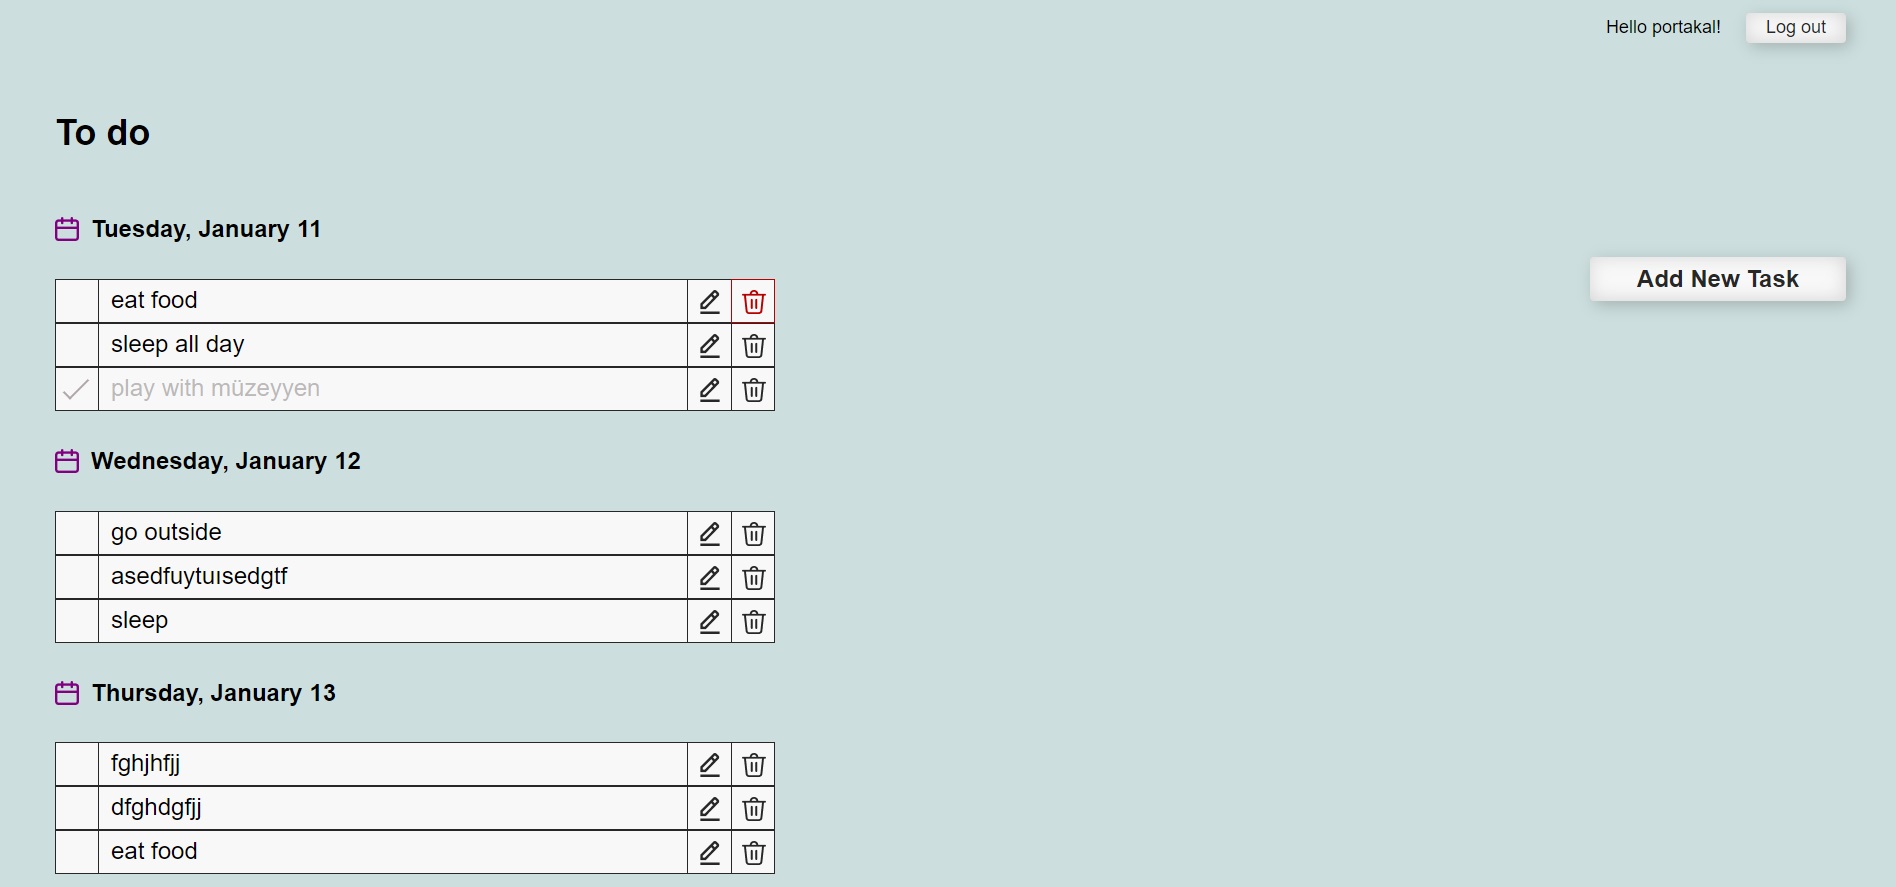 Hello portakal!
Log out
To do
Tuesday, January 11
Add New Task
eat food
sleep all day
play with müzeyyen
Wednesday, January 12
go outside
asedfuytuısedgtf
sleep
Thursday, January 13
fghjhfjj
dfghdgfjj
eat food